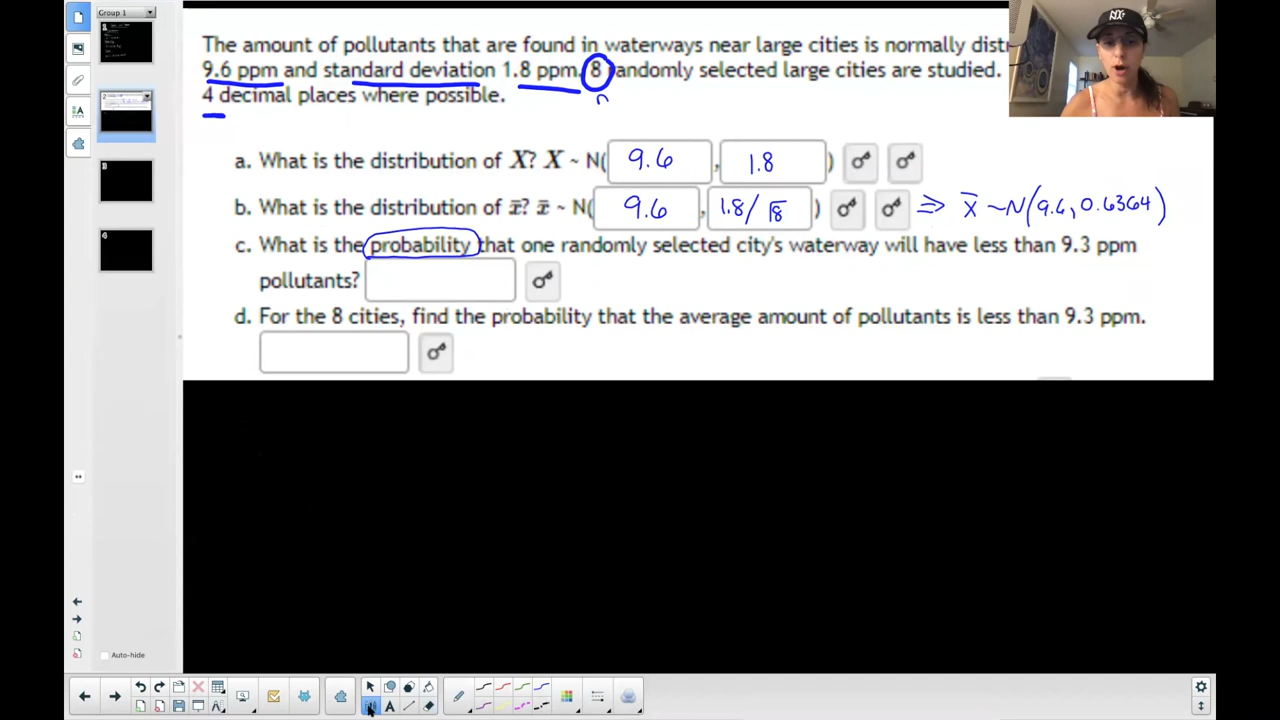 Group 1
The amount of pollutants that are found in waterways near large cities is normally distr
9.6 ppm and standard deviation 1.8 ppm. 8 randomly selected large cities are studied.
n
4 decimal places where possible.
a. What is the distribution of X? X ~ N( 9.6 , 1.8 )
b. What is the distribution of x̄? x̄ ~ N( 9.6 , 1.8/√8 ) ⇒ X̄ ~N(9.6, 0.6364)
c. What is the probability that one randomly selected city's waterway will have less than 9.3 ppm
pollutants?
d. For the 8 cities, find the probability that the average amount of pollutants is less than 9.3 ppm.
Auto-hide